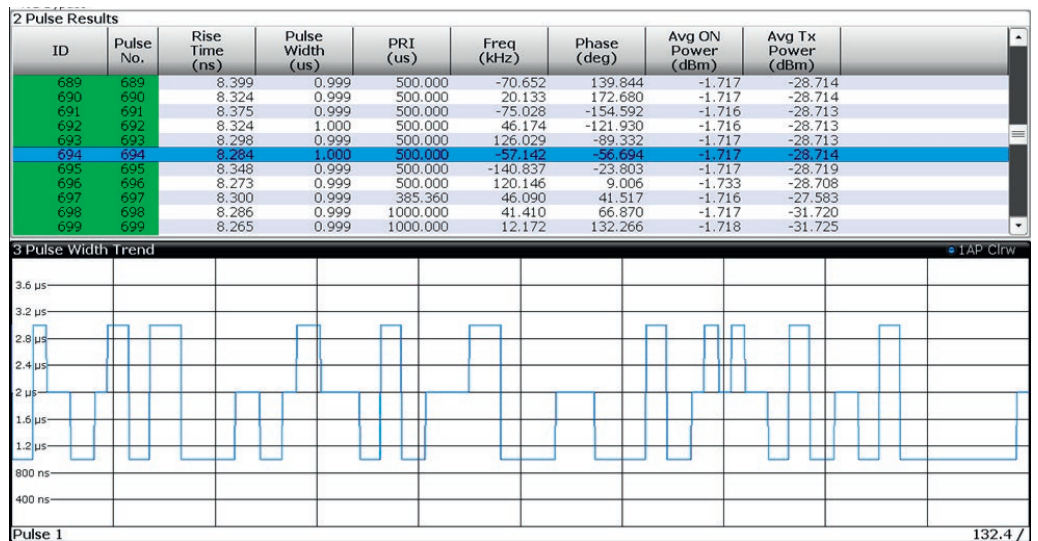 2 Pulse Results
ID Pulse No. Rise Time (ns) Pulse Width (us) PRI (us) Freq (kHz) Phase (deg) Avg ON Power (dBm) Avg Tx Power (dBm)
689 689 8.399 0.999 500.000 -70.652 139.844 -1.717 -28.714
690 690 8.324 0.999 500.000 20.133 172.680 -1.717 -28.714
691 691 8.375 0.999 500.000 -75.028 -154.592 -1.716 -28.713
692 692 8.324 1.000 500.000 46.174 -121.930 -1.716 -28.713
693 693 8.298 0.999 500.000 126.029 -89.332 -1.717 -28.713
694 694 8.284 1.000 500.000 -57.142 -56.694 -1.717 -28.714
695 695 8.348 0.999 500.000 -140.837 -23.803 -1.717 -28.719
696 696 8.273 0.999 500.000 120.146 9.006 -1.733 -28.708
697 697 8.300 0.999 385.360 46.090 41.517 -1.716 -27.583
698 698 8.286 0.999 1000.000 41.410 66.870 -1.717 -31.720
699 699 8.265 0.999 1000.000 12.172 132.266 -1.718 -31.725
3 Pulse Width Trend 1AP Clrw
3.6 µs
3.2 µs
2.8 µs
2.4 µs
2 µs
1.6 µs
1.2 µs
800 ns
400 ns
Pulse 1 132.4 /